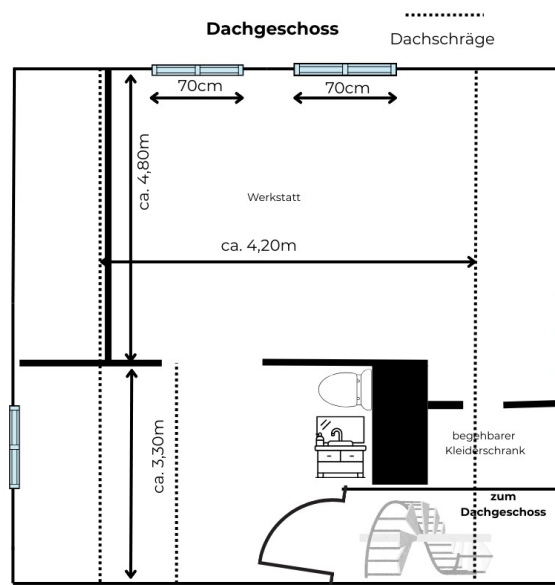 Dachgeschoss
Dachschräge
70cm
70cm
ca. 4,80m
Werkstatt
ca. 4,20m
ca. 3,30m
begehbarer
Kleiderschrank
zum
Dachgeschoss